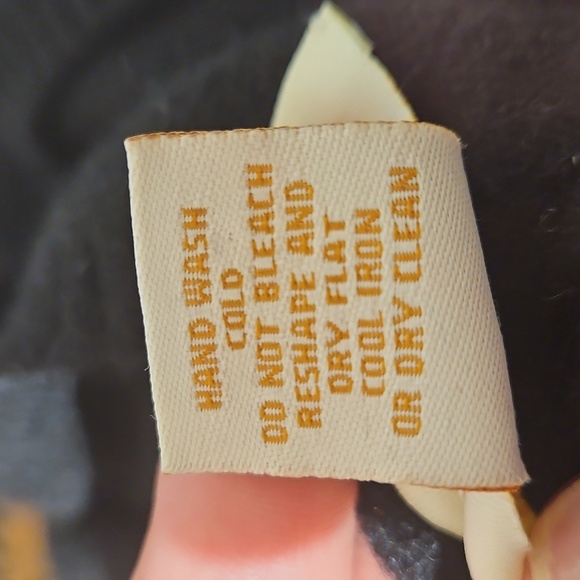 HAND WASH
COLD
DO NOT BLEACH
RESHAPE AND
DRY FLAT
COOL IRON
OR DRY CLEAN